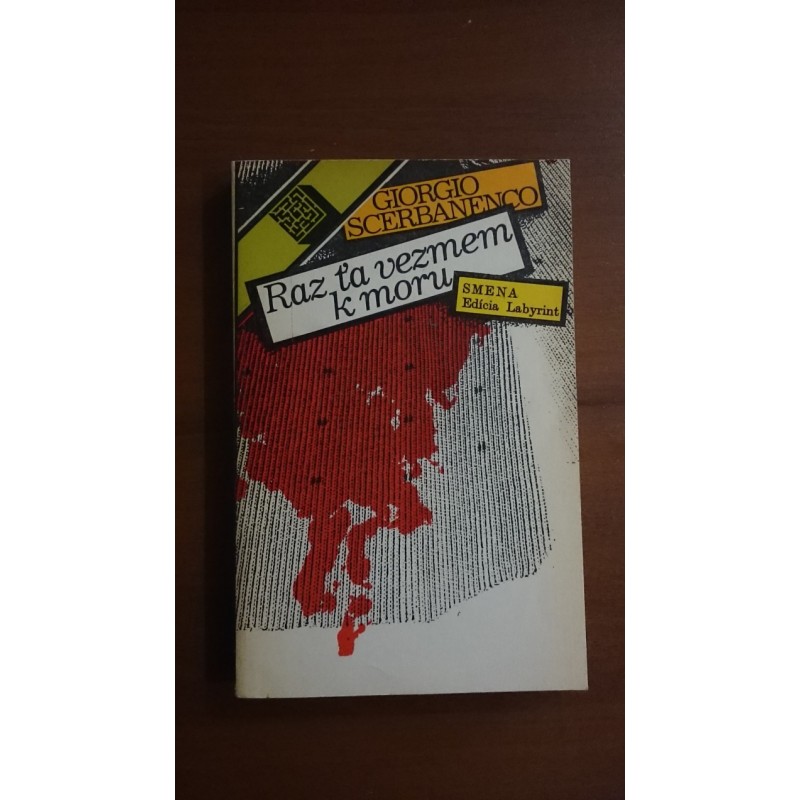 GIORGIO
SCERBANENCO
Raz ťa vezmem
k moru
SMENA
Edícia Labyrint